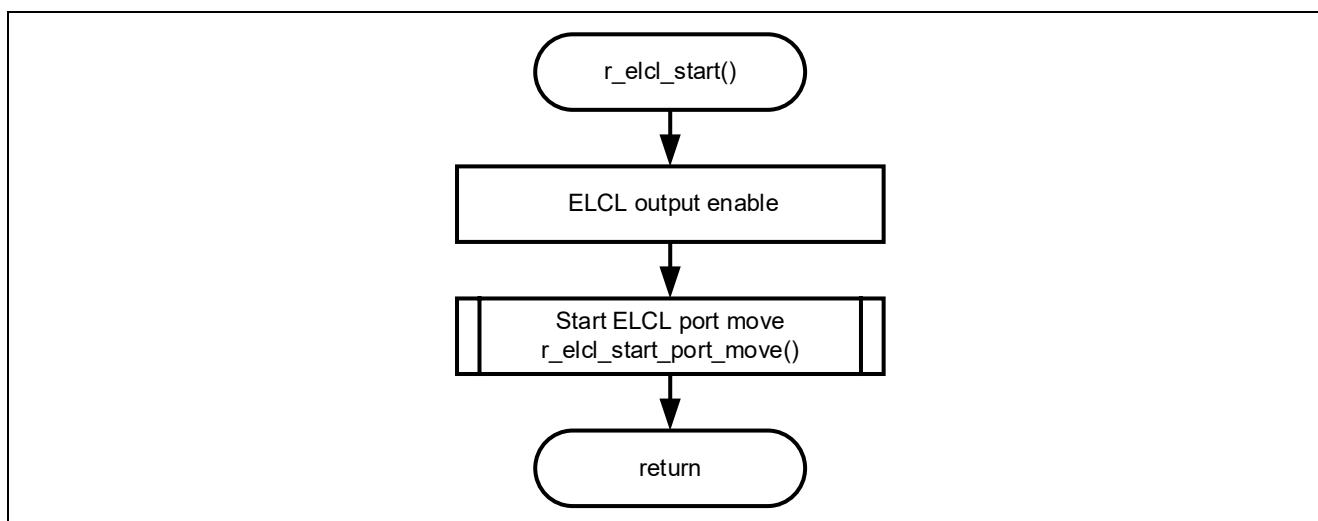 r_elcl_start()
ELCL output enable
Start ELCL port move
r_elcl_start_port_move()
return